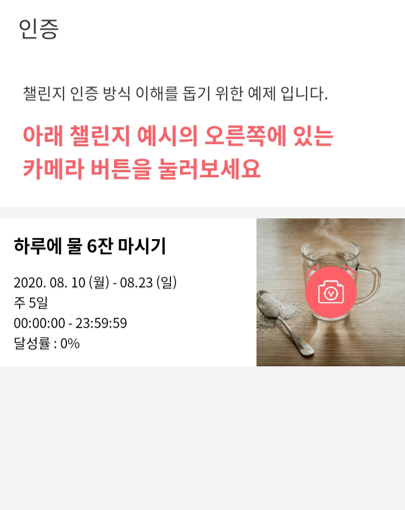 인증
챌린지 인증 방식 이해를 돕기 위한 예제 입니다.
아래 챌린지 예시의 오른쪽에 있는
카메라 버튼을 눌러보세요
하루에 물 6잔 마시기
2020. 08. 10 (월) - 08.23 (일)
주 5일
00:00:00 - 23:59:59
달성률 : 0%